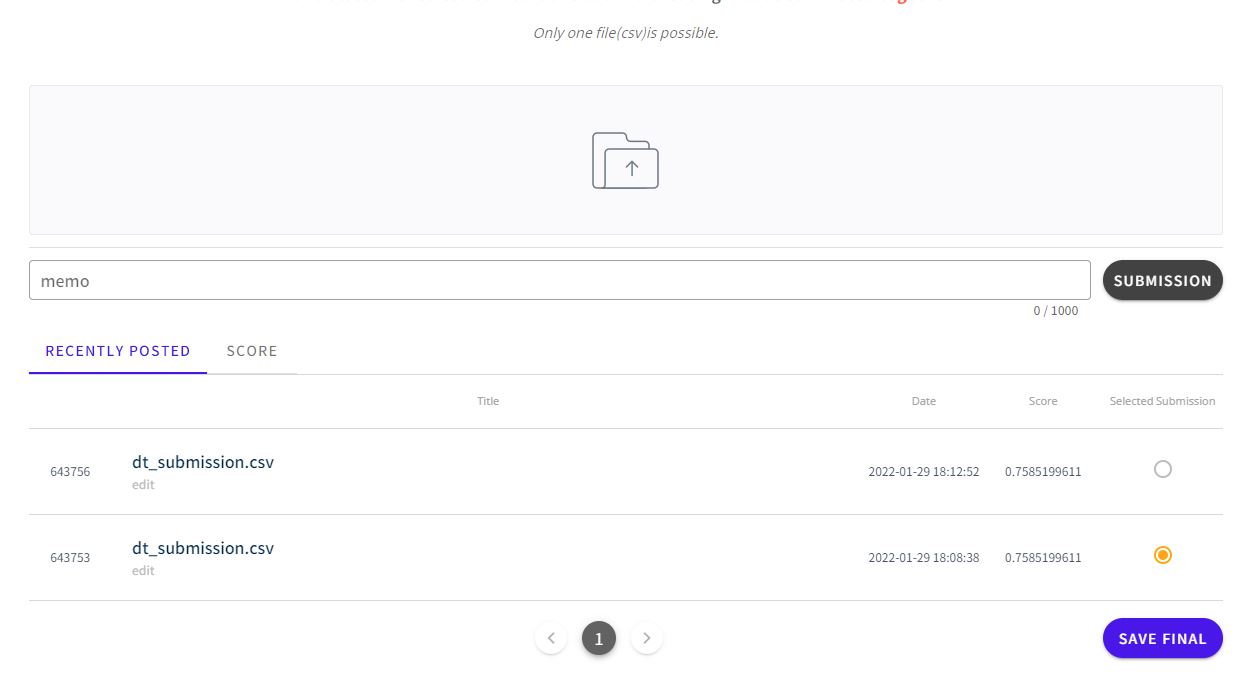 Only one file(csv)is possible.
memo
SUBMISSION
0 / 1000
RECENTLY POSTED
SCORE
Title
Date
Score
Selected Submission
643756
dt_submission.csv
edit
2022-01-29 18:12:52
0.7585199611
643753
dt_submission.csv
edit
2022-01-29 18:08:38
0.7585199611
1
SAVE FINAL